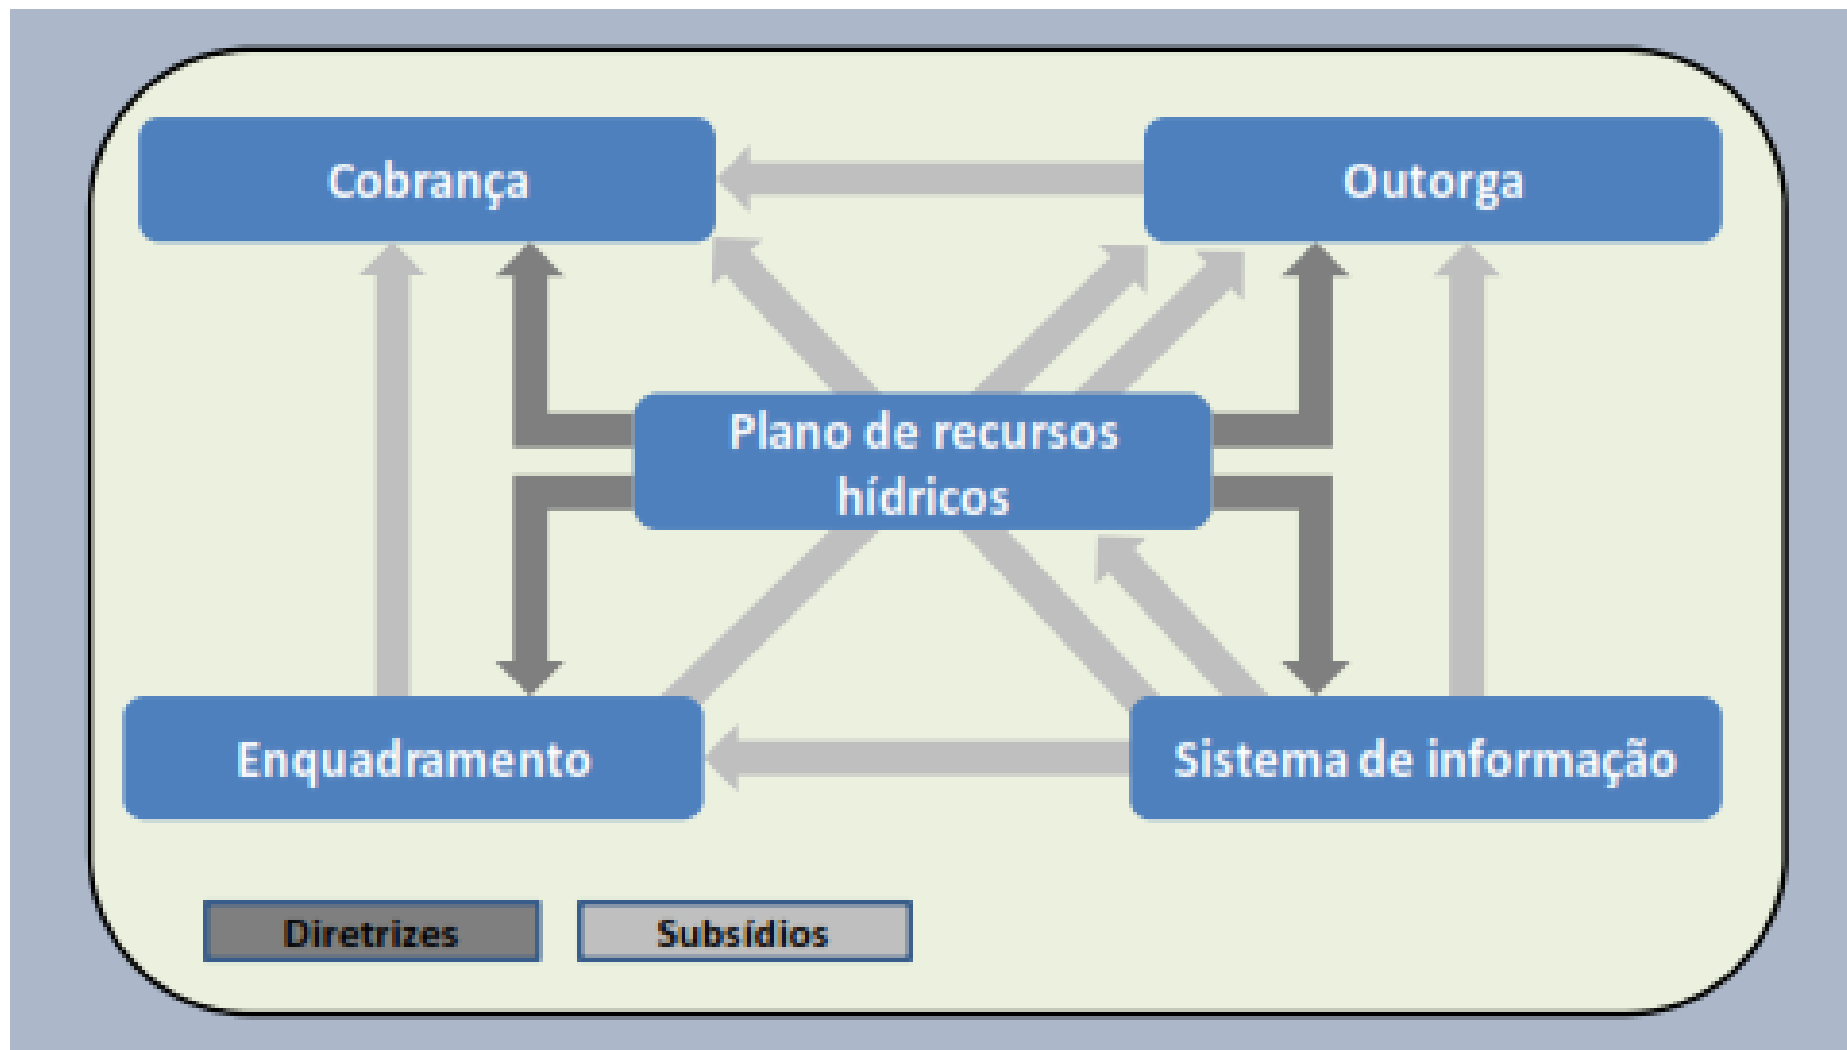 Cobrança
Outorga
Plano de recursos
hídricos
Enquadramento
Sistema de informação
Diretrizes
Subsídios